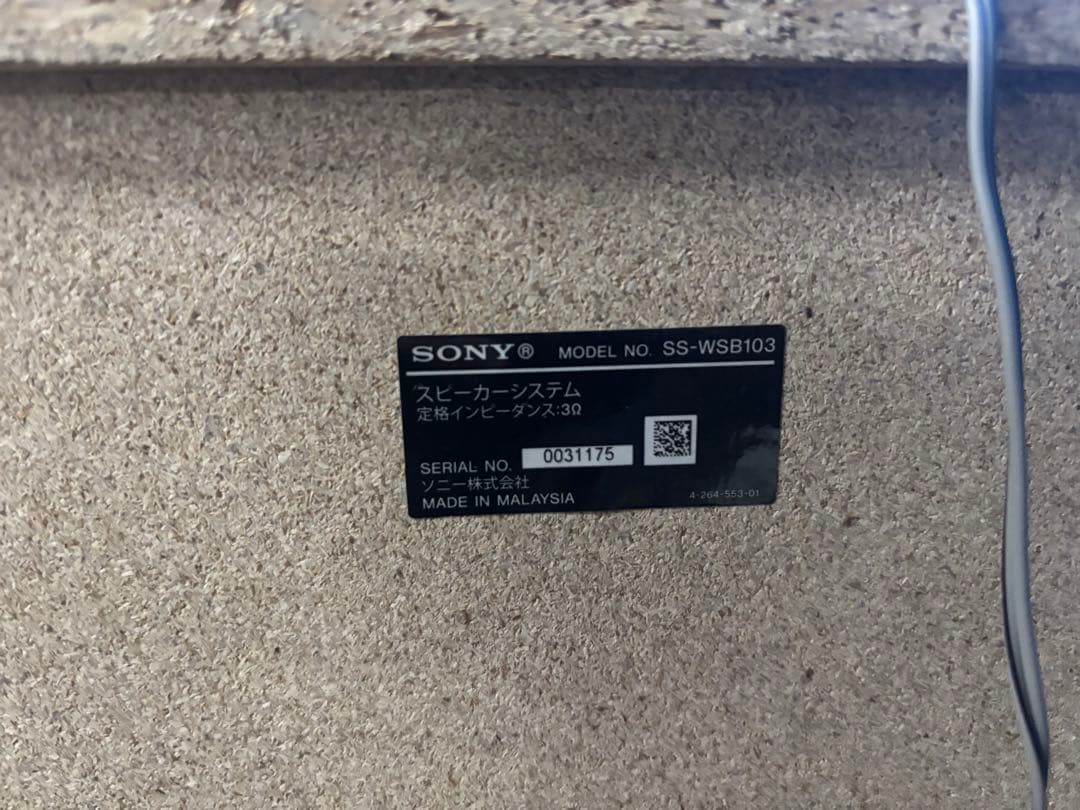 SONY® MODEL NO. SS-WSB103
スピーカーシステム
定格インピーダンス:3Ω
SERIAL NO. 0031175
ソニー株式会社
MADE IN MALAYSIA 4-264-553-01